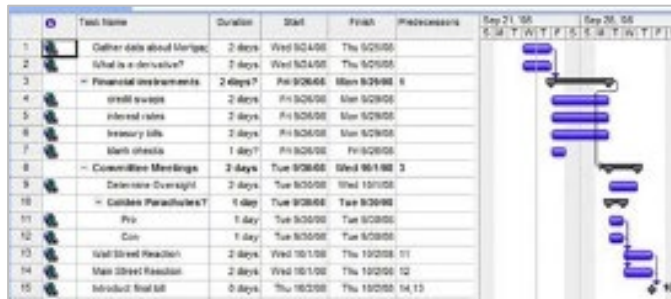 Task Name Duration Start Finish Predecessors Sep 21, '08 Sep 28, '08
S M T W T F S S M T W T F
1 Gather data about Mortgag 2 days Wed 9/24/08 Thu 9/25/08
2 What is a derivative? 2 days Wed 9/24/08 Thu 9/25/08
3 Financial instruments 2 days? Fri 9/26/08 Mon 9/29/08 1
4 credit swaps 2 days Fri 9/26/08 Mon 9/29/08
5 interest rates 2 days Fri 9/26/08 Mon 9/29/08
6 treasury bills 2 days Fri 9/26/08 Mon 9/29/08
7 blank checks 1 day? Fri 9/26/08 Fri 9/26/08
8 Committee Meetings 2 days Tue 9/30/08 Wed 10/1/08 3
9 Determine Oversight 2 days Tue 9/30/08 Wed 10/1/08
10 Golden Parachutes? 1 day Tue 9/30/08 Tue 9/30/08
11 Pro 1 day Tue 9/30/08 Tue 9/30/08
12 Con 1 day Tue 9/30/08 Tue 9/30/08
13 Wall Street Reaction 2 days Wed 10/1/08 Thu 10/2/08 11
14 Main Street Reaction 2 days Wed 10/1/08 Thu 10/2/08 12
15 Introduct final bill 0 days Thu 10/2/08 Thu 10/2/08 14,13